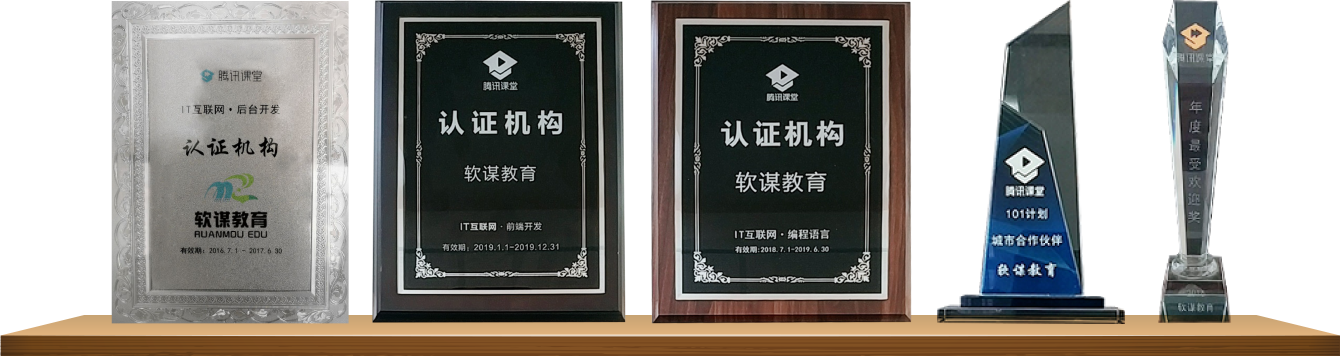 腾讯课堂
IT互联网·后台开发
认证机构
软谋教育
RUANMOU EDU
有效期：2016.7.1－2017.6.30
腾讯课堂
认证机构
软谋教育
IT互联网·前端开发
有效期：2019.1.1-2019.12.31
腾讯课堂
认证机构
软谋教育
IT互联网·编程语言
有效期:2018.7.1-2019.6.30
腾讯课堂
101计划
城市合作伙伴
软谋教育
腾讯课堂
年度最受欢迎奖
软谋教育